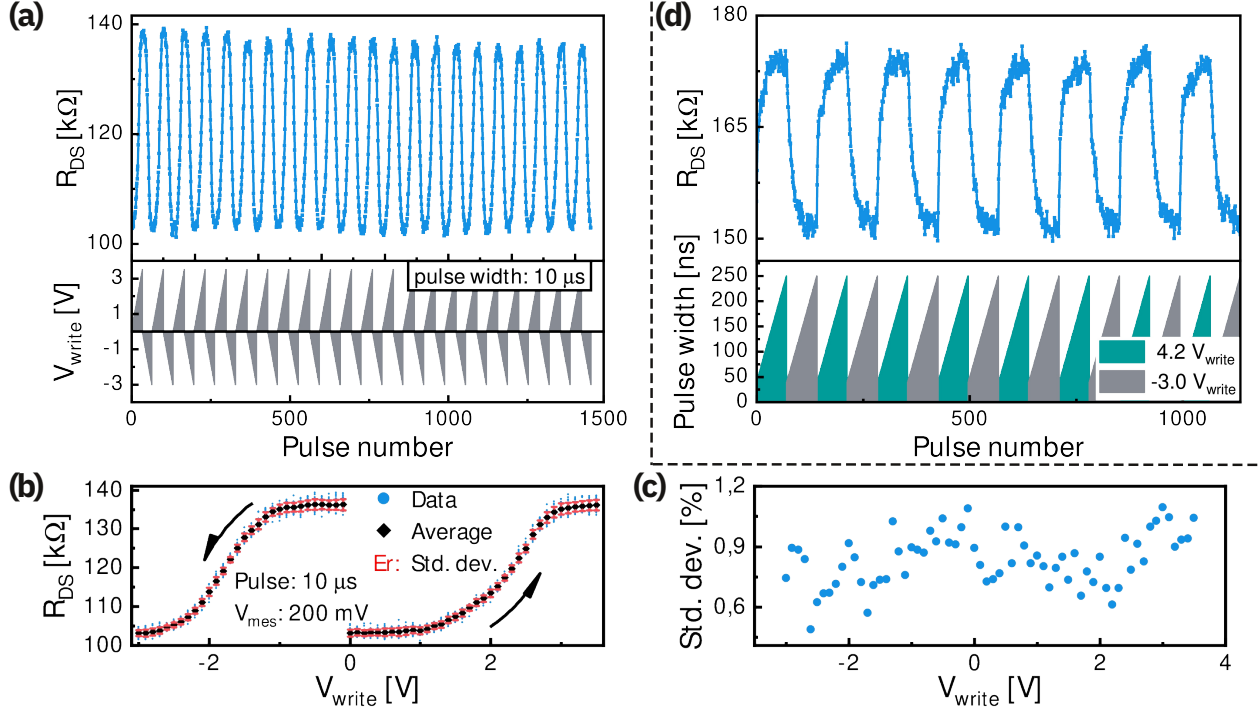 (a)
140
120
100
R_DS [kΩ]
pulse width: 10 μs
3
1
-1
-3
V_write [V]
0 500 1000 1500
Pulse number
(d)
180
165
150
R_DS [kΩ]
250
200
150
100
50
0
Pulse width [ns]
4.2 V_write
-3.0 V_write
0 500 1000
Pulse number
(b)
140
130
120
110
100
R_DS [kΩ]
Data
Average
Er: Std. dev.
Pulse: 10 μs
V_mes: 200 mV
-2 0 2
V_write [V]
(c)
1.2
0.9
0.6
Std. dev. [%]
-2 0 2 4
V_write [V]